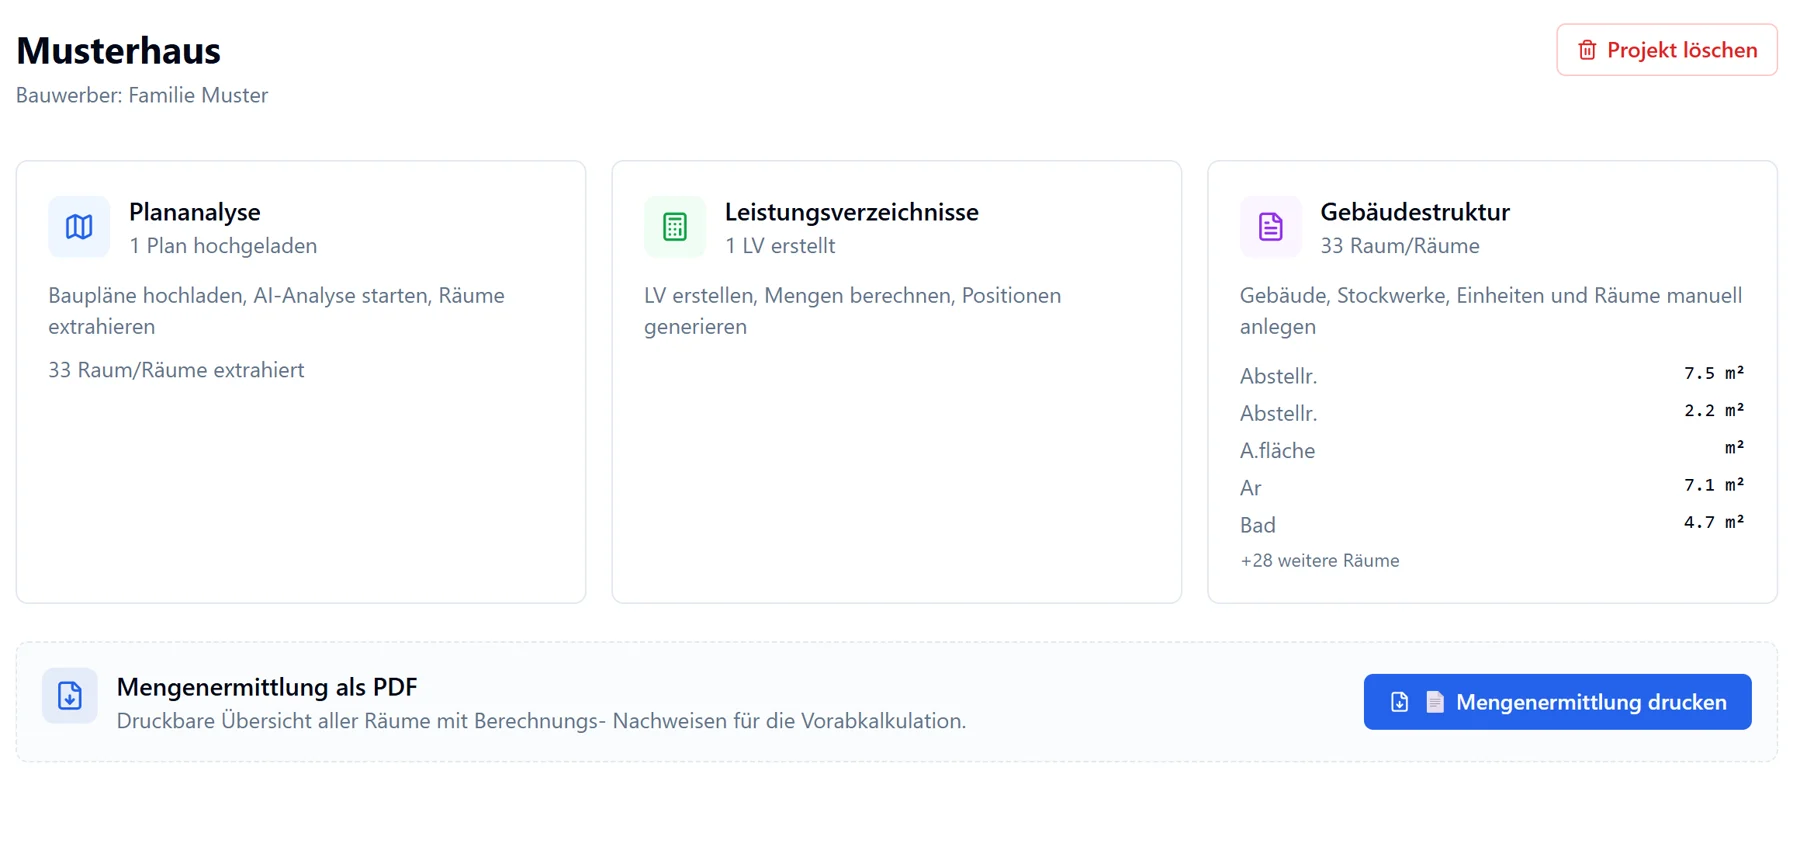 Musterhaus
Bauwerber: Familie Muster
Projekt löschen
Plananalyse
1 Plan hochgeladen
Baupläne hochladen, AI-Analyse starten, Räume
extrahieren
33 Raum/Räume extrahiert
Leistungsverzeichnisse
1 LV erstellt
LV erstellen, Mengen berechnen, Positionen
generieren
Gebäudestruktur
33 Raum/Räume
Gebäude, Stockwerke, Einheiten und Räume manuell
anlegen
Abstellr. 7.5 m²
Abstellr. 2.2 m²
A.fläche m²
Ar 7.1 m²
Bad 4.7 m²
+28 weitere Räume
Mengenermittlung als PDF
Druckbare Übersicht aller Räume mit Berechnungs- Nachweisen für die Vorabkalkulation.
Mengenermittlung drucken